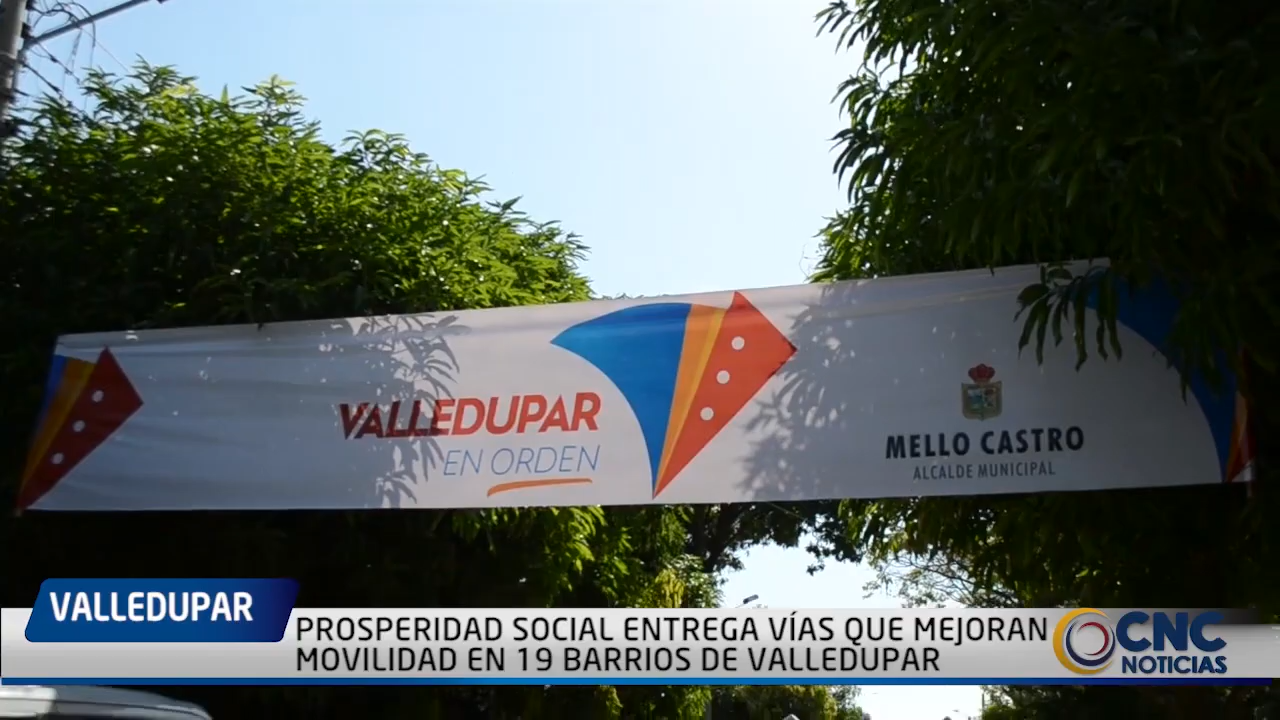 VALLEDUPAR
EN ORDEN
MELLO CASTRO
ALCALDE MUNICIPAL
VALLEDUPAR
PROSPERIDAD SOCIAL ENTREGA VÍAS QUE MEJORAN
MOVILIDAD EN 19 BARRIOS DE VALLEDUPAR
CNC
NOTICIAS